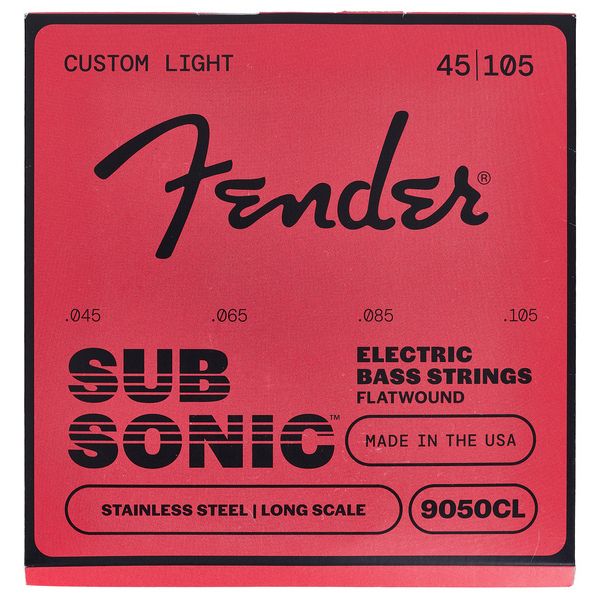 CUSTOM LIGHT 45|105
Fender®
.045 .065 .085 .105
SUB
SONIC™
ELECTRIC
BASS STRINGS
FLATWOUND
MADE IN THE USA
STAINLESS STEEL | LONG SCALE 9050CL